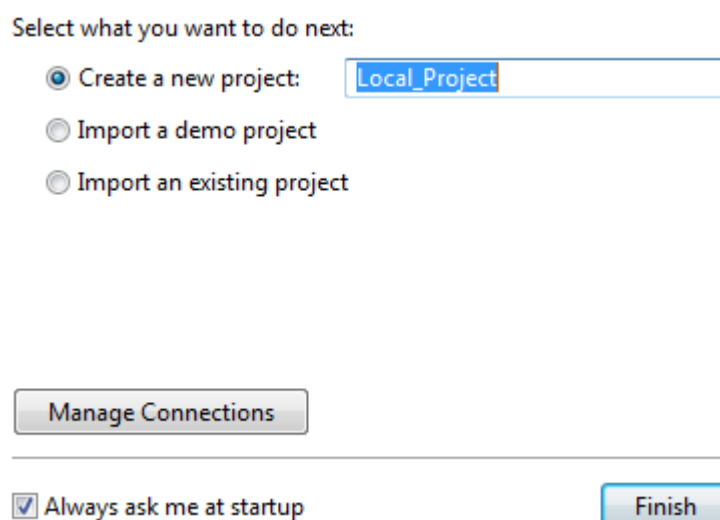 Select what you want to do next:
Create a new project: Local_Project
Import a demo project
Import an existing project
Manage Connections
Always ask me at startup Finish